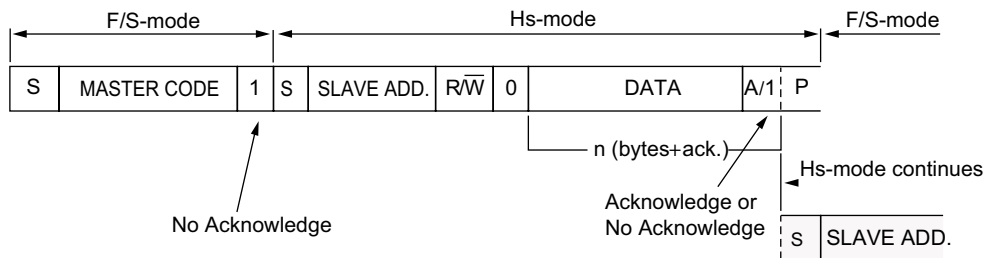 F/S-mode Hs-mode F/S-mode
S MASTER CODE 1 S SLAVE ADD. R/W̅ 0 DATA A/1 P
n (bytes+ack.)
Hs-mode continues
No Acknowledge
Acknowledge or
No Acknowledge
S SLAVE ADD.